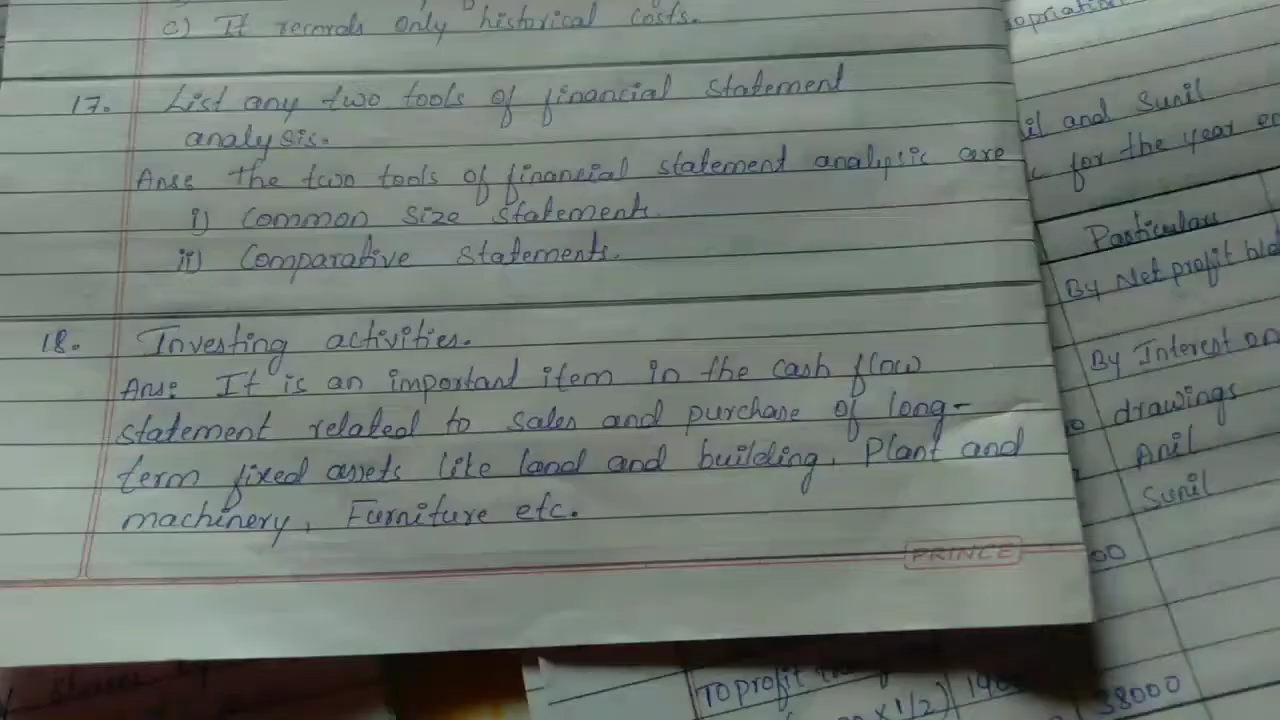 c) It records only historical costs.
17. List any two tools of financial statement
analysis.
Ans: the two tools of financial statement analysis are
i) Common size statements.
ii) Comparative statements.
18. Investing activities.
Ans: It is an important item in the cash flow
statement related to sales and purchase of long-
term fixed assets like land and building, Plant and
machinery, Furniture etc.
PRINCE
and Sunil
for the year
Particulars
By Net profit
By Interest on
drawings
Anil
Sunil
00
To profit
x 1/2)
38000